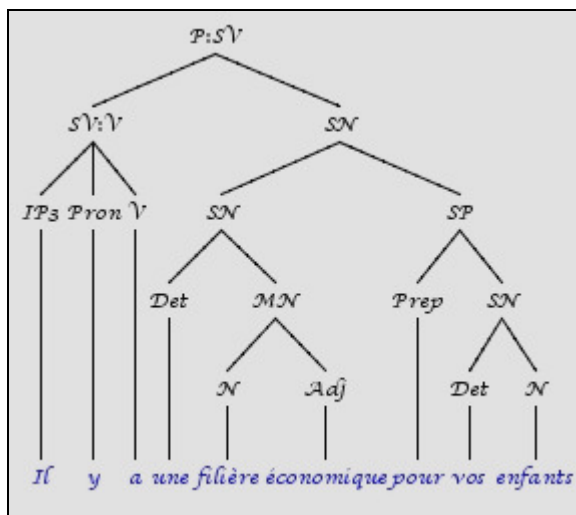 P:SV
SV:V SN
IP3 Pron V SN SP
Det MN Prep SN
N Adj Det N
Il y a une filière économique pour vos enfants